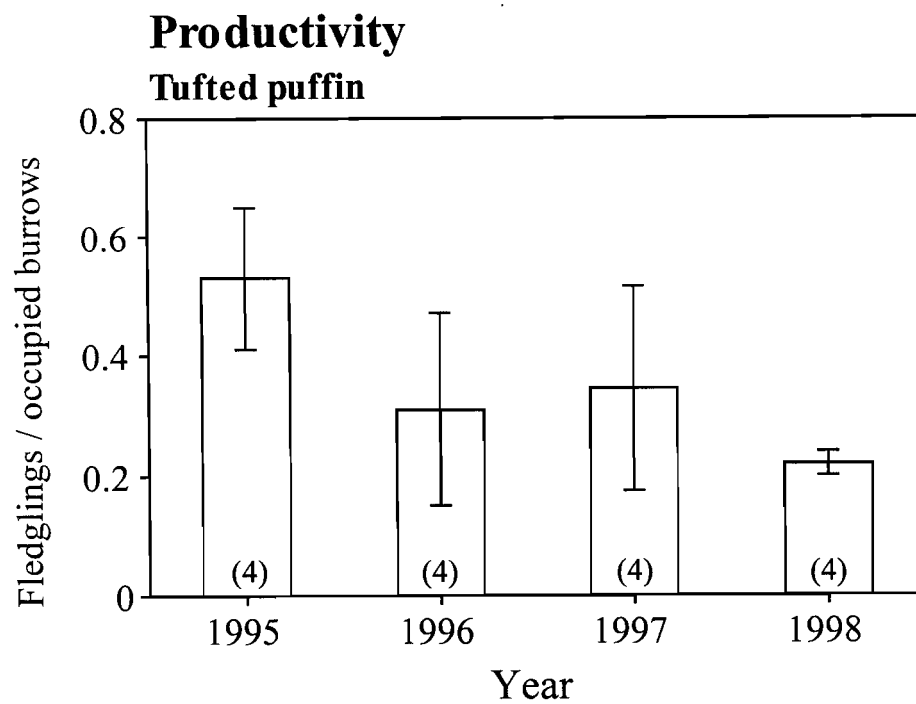 Productivity
Tufted puffin
Fledglings / occupied burrows
0.8
0.6
0.4
0.2
0
(4) (4) (4) (4)
1995 1996 1997 1998
Year